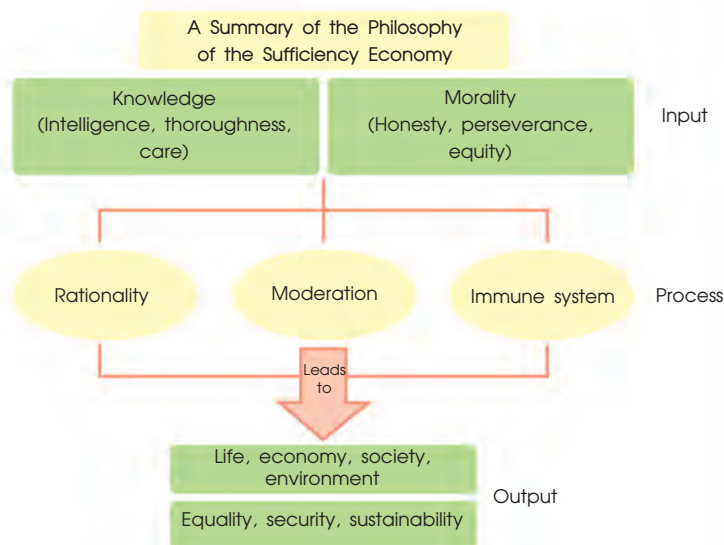 A Summary of the Philosophy
of the Sufficiency Economy
Knowledge
(Intelligence, thoroughness,
care)
Morality
(Honesty, perseverance,
equity)
Input
Rationality
Moderation
Immune system
Process
Leads
to
Life, economy, society,
environment
Equality, security, sustainability
Output